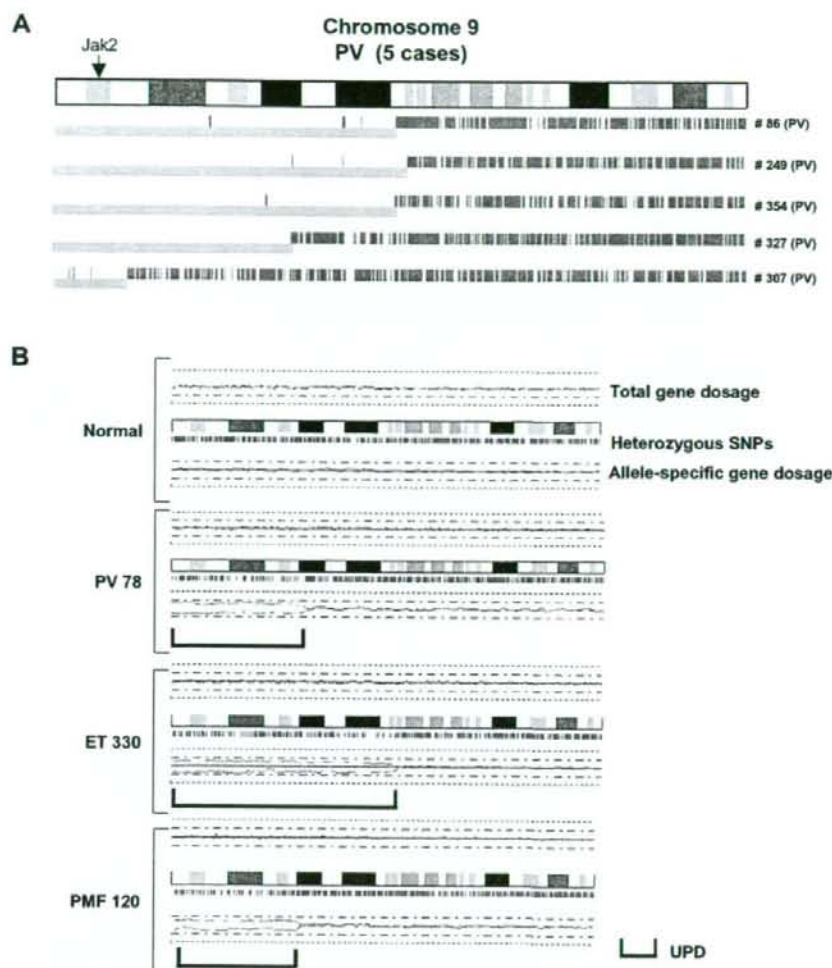 A
Chromosome 9
PV (5 cases)
Jak2
# 86 (PV)
# 249 (PV)
# 354 (PV)
# 327 (PV)
# 307 (PV)
B
Normal
Total gene dosage
Heterozygous SNPs
Allele-specific gene dosage
PV 78
ET 330
PMF 120
UPD